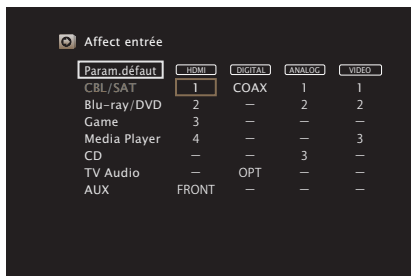 Affect entrée
Param.défaut HDMI DIGITAL ANALOG VIDEO
CBL/SAT 1 COAX 1 1
Blu-ray/DVD 2 – 2 2
Game 3 – – –
Media Player 4 – – 3
CD – – 3 –
TV Audio – OPT – –
AUX FRONT – – –